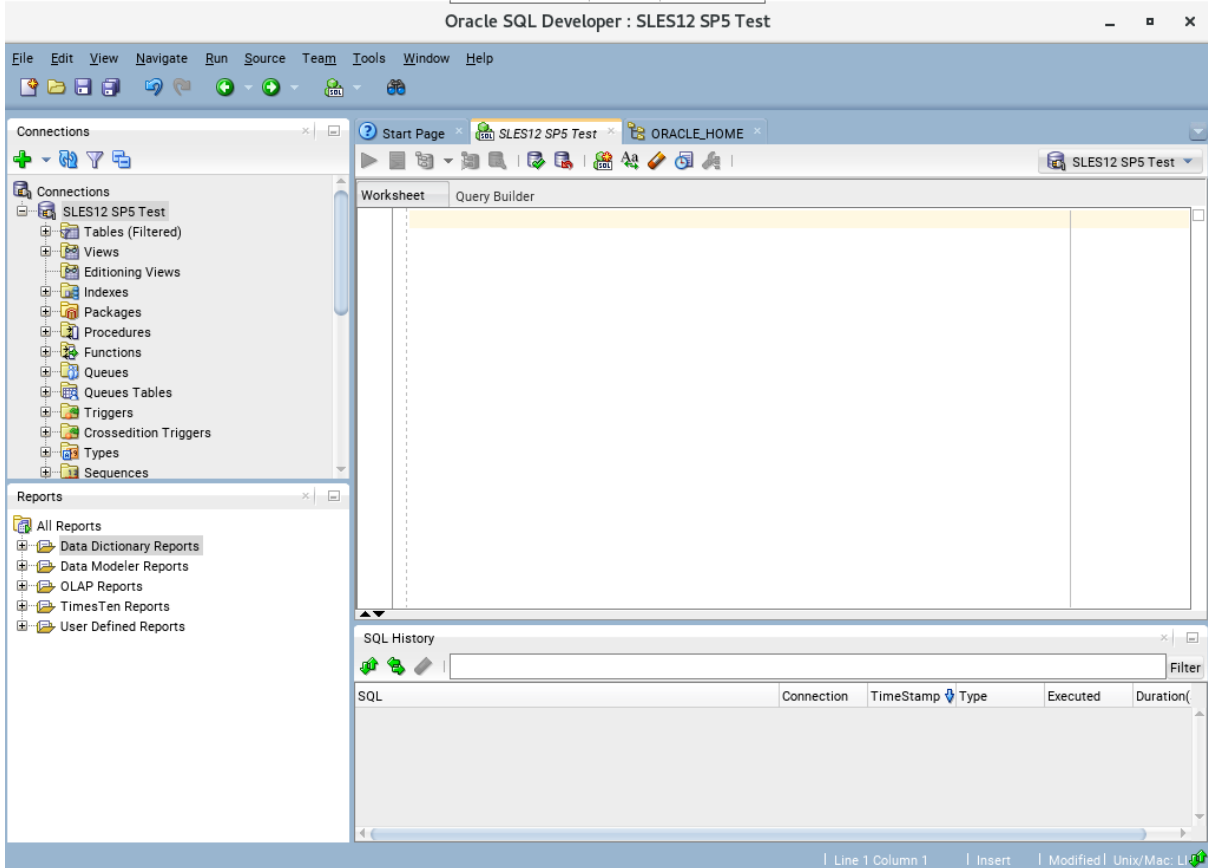 Oracle SQL Developer : SLES12 SP5 Test
File Edit View Navigate Run Source Team Tools Window Help
Connections
Start Page
SLES12 SP5 Test
ORACLE_HOME
SLES12 SP5 Test
Worksheet
Query Builder
Connections
SLES12 SP5 Test
Tables (Filtered)
Views
Editioning Views
Indexes
Packages
Procedures
Functions
Queues
Queues Tables
Triggers
Crossedition Triggers
Types
Sequences
Reports
All Reports
Data Dictionary Reports
Data Modeler Reports
OLAP Reports
TimesTen Reports
User Defined Reports
SQL History
Filter
SQL Connection TimeStamp Type Executed Duration(
Line 1 Column 1 Insert Modified Unix/Mac: